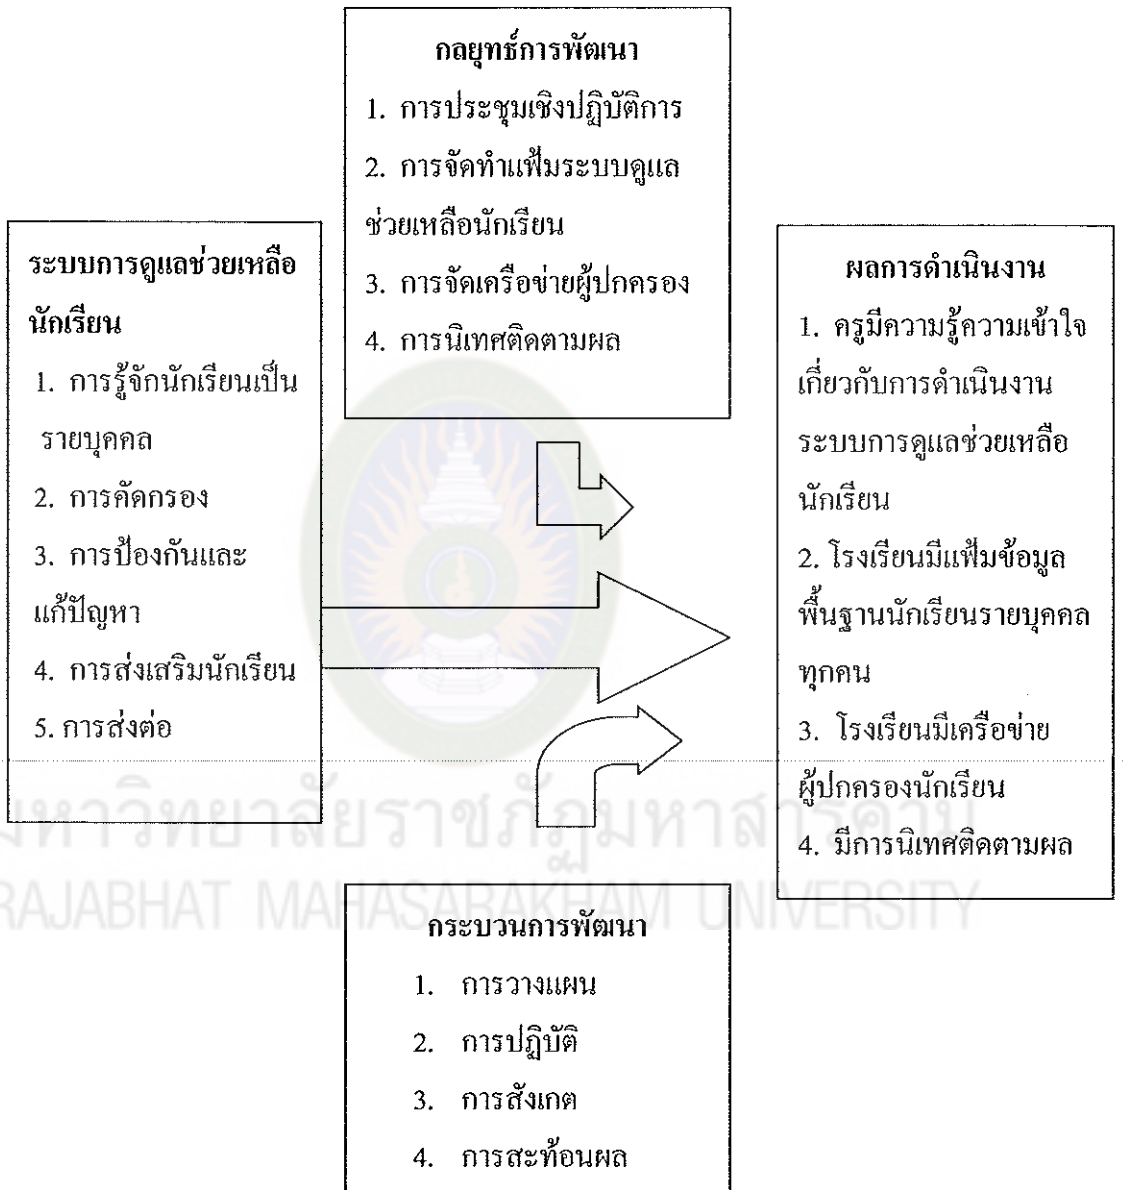 กลยุทธ์การพัฒนา
1. การประชุมเชิงปฏิบัติการ
2. การจัดทำแฟ้มระบบดูแล
ช่วยเหลือนักเรียน
3. การจัดเครือข่ายผู้ปกครอง
4. การนิเทศติดตามผล
ระบบการดูแลช่วยเหลือ
นักเรียน
1. การรู้จักนักเรียนเป็น
รายบุคคล
2. การคัดกรอง
3. การป้องกันและ
แก้ปัญหา
4. การส่งเสริมนักเรียน
5. การส่งต่อ
ผลการดำเนินงาน
1. ครูมีความรู้ความเข้าใจ
เกี่ยวกับการดำเนินงาน
ระบบการดูแลช่วยเหลือ
นักเรียน
2. โรงเรียนมีแฟ้มข้อมูล
พื้นฐานนักเรียนรายบุคคล
ทุกคน
3. โรงเรียนมีเครือข่าย
ผู้ปกครองนักเรียน
4. มีการนิเทศติดตามผล
มหาวิทยาลัยราชภัฏมหาสารคาม
RAJABHAT MAHASARAKHAM UNIVERSITY
กระบวนการพัฒนา
1. การวางแผน
2. การปฏิบัติ
3. การสังเกต
4. การสะท้อนผล